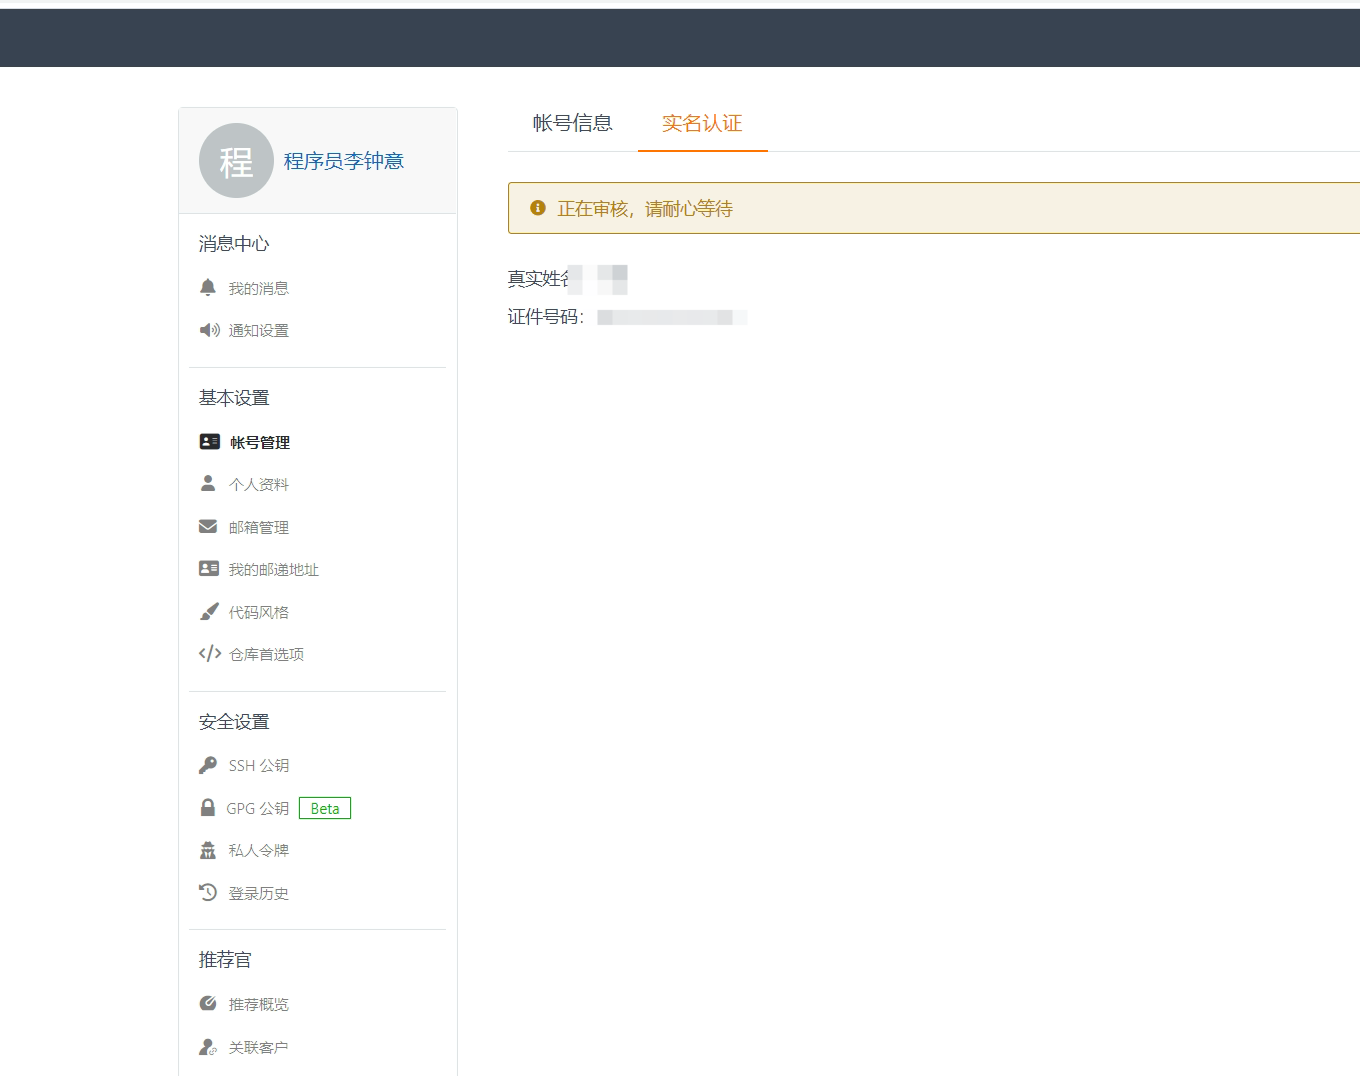 程
程序员李钟意
消息中心
我的消息
通知设置
基本设置
帐号管理
个人资料
邮箱管理
我的邮递地址
代码风格
仓库首选项
安全设置
SSH 公钥
GPG 公钥 Beta
私人令牌
登录历史
推荐官
推荐概览
关联客户
帐号信息 实名认证
正在审核，请耐心等待
真实姓名
证件号码：